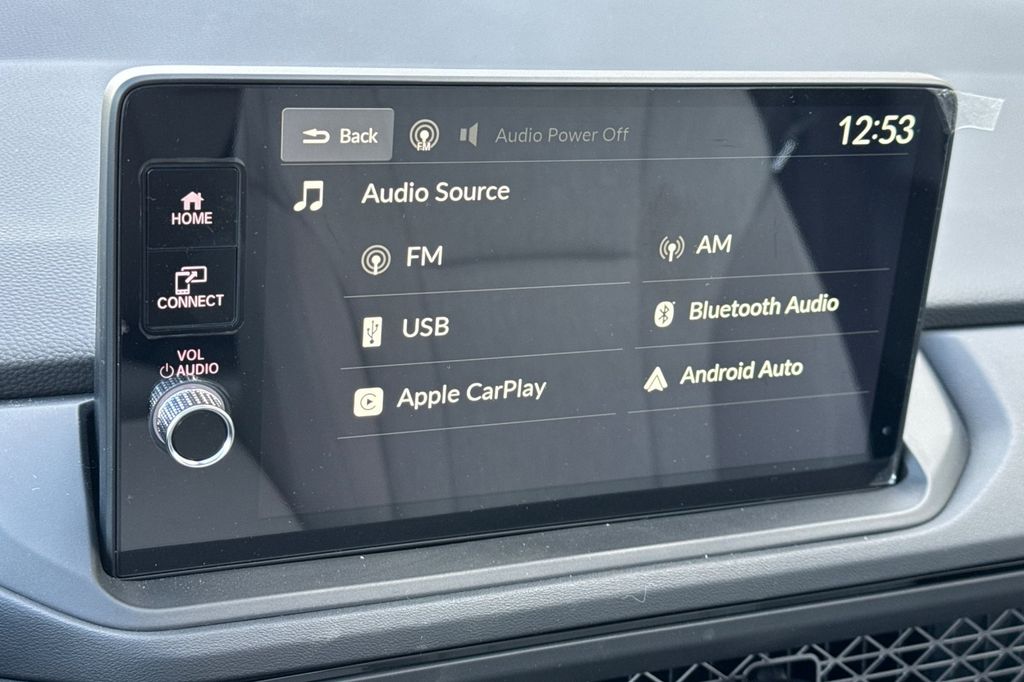 Back
FM
Audio Power Off
12:53
HOME
CONNECT
VOL
AUDIO
Audio Source
FM
AM
USB
Bluetooth Audio
Apple CarPlay
Android Auto